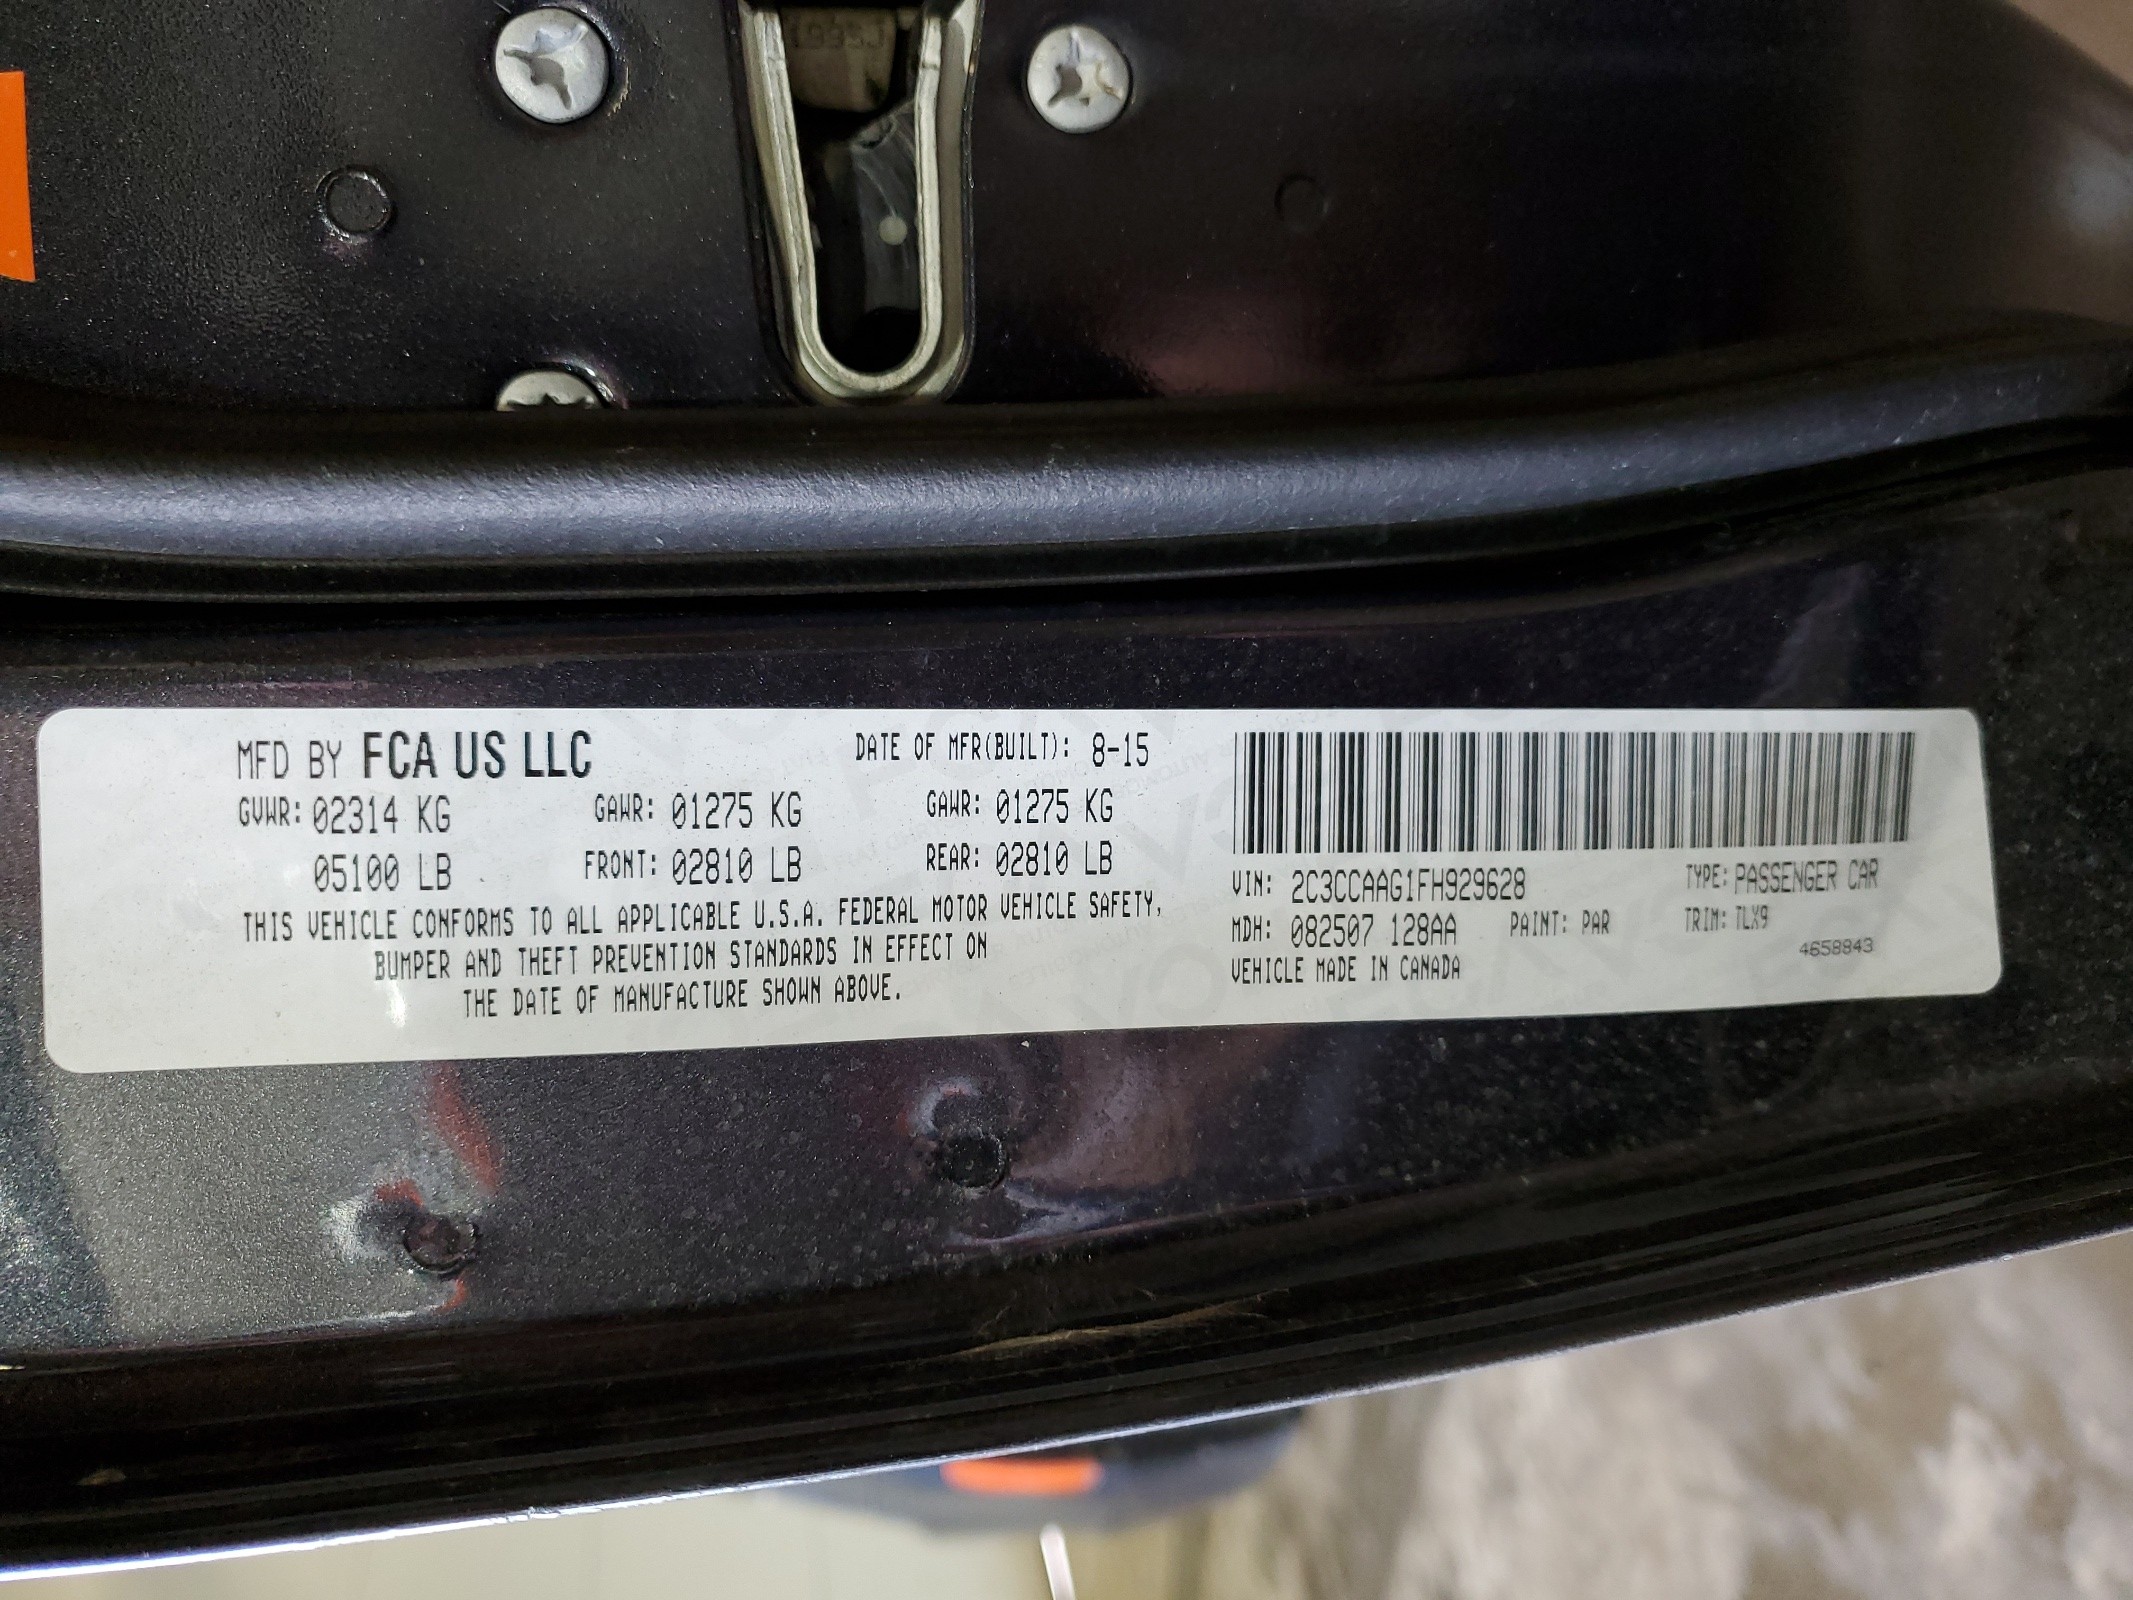 MFD BY FCA US LLC DATE OF MFR(BUILT): 8-15
GVWR: 02314 KG GAWR: 01275 KG GAWR: 01275 KG
05100 LB FRONT: 02810 LB REAR: 02810 LB
THIS VEHICLE CONFORMS TO ALL APPLICABLE U.S.A. FEDERAL MOTOR VEHICLE SAFETY,
BUMPER AND THEFT PREVENTION STANDARDS IN EFFECT ON
THE DATE OF MANUFACTURE SHOWN ABOVE.
VIN: 2C3CCAAG1FH929628 TYPE: PASSENGER CAR
MDH: 082507 128AA PAINT: PAR TRIM: TLX9
VEHICLE MADE IN CANADA 4658843